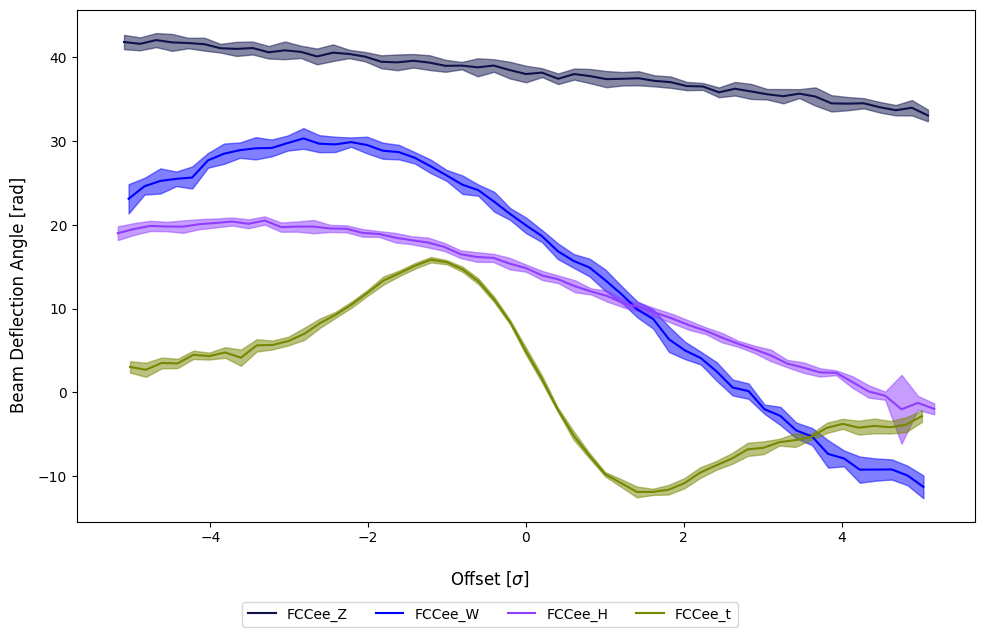 Beam Deflection Angle [rad]
40
30
20
10
0
−10
−4
−2
0
2
4
Offset [σ]
FCCee_Z
FCCee_W
FCCee_H
FCCee_t